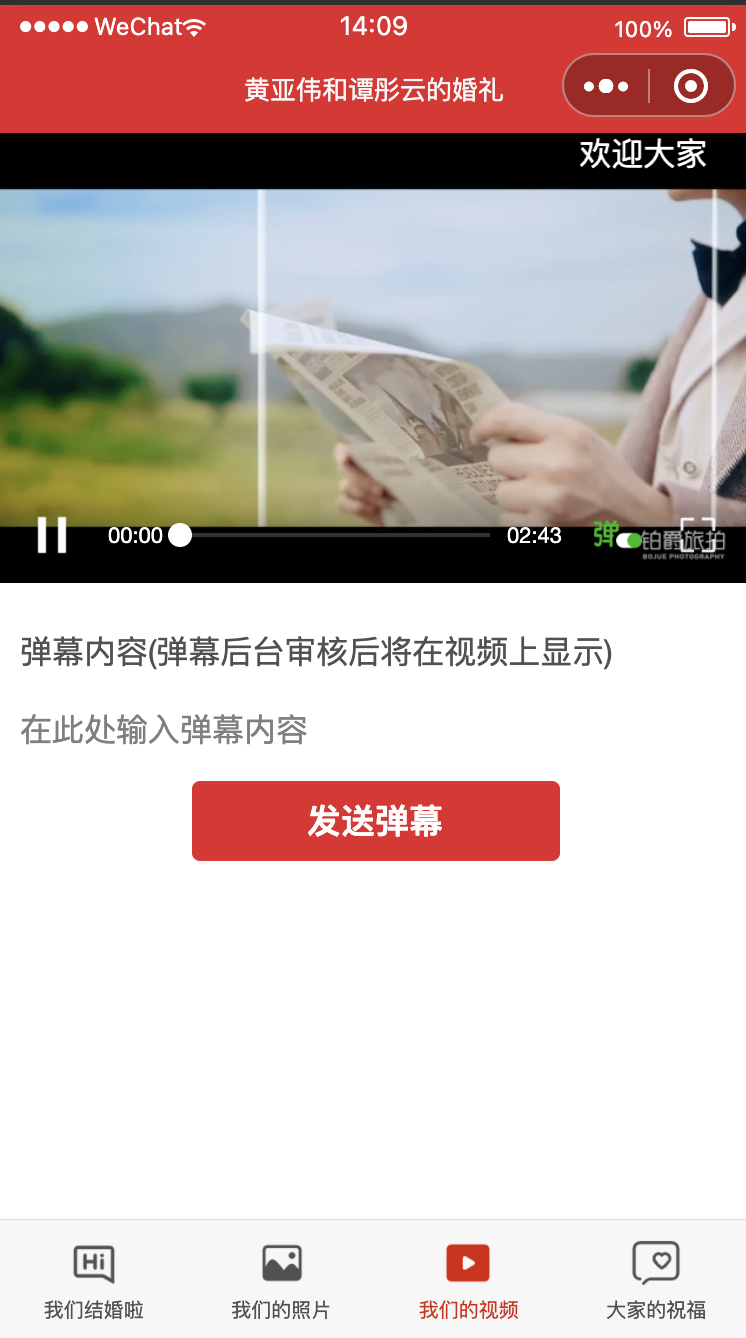 WeChat
14:09
100%
黄亚伟和谭彤云的婚礼
欢迎大家
00:00
02:43
弹
铂爵旅拍
BOJUE PHOTOGRAPHY
弹幕内容(弹幕后台审核后将在视频上显示)
在此处输入弹幕内容
发送弹幕
Hi
我们结婚啦
我们的照片
我们的视频
大家的祝福